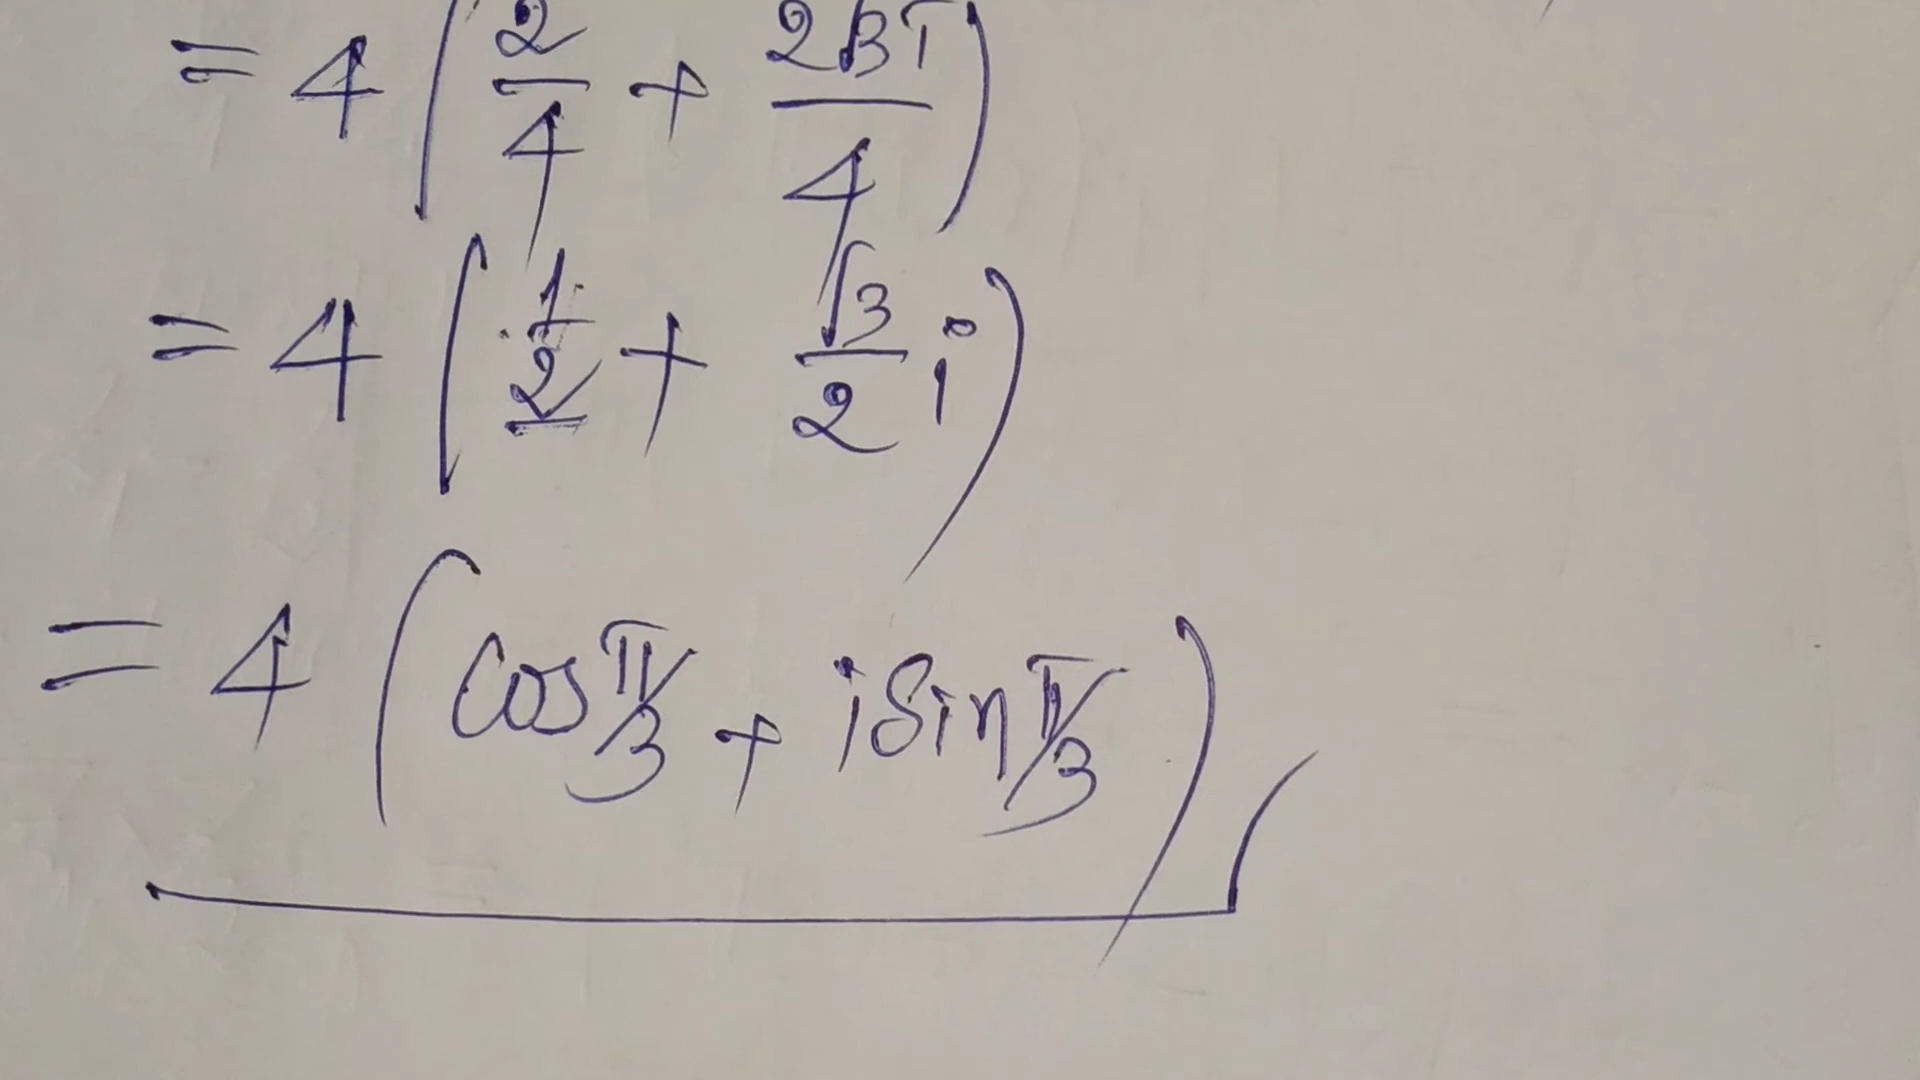 = 4 ( 2/4 + 2√3i/4 )
= 4 ( 1/2 + √3/2 i )
= 4 ( cos π/3 + i sin π/3 )